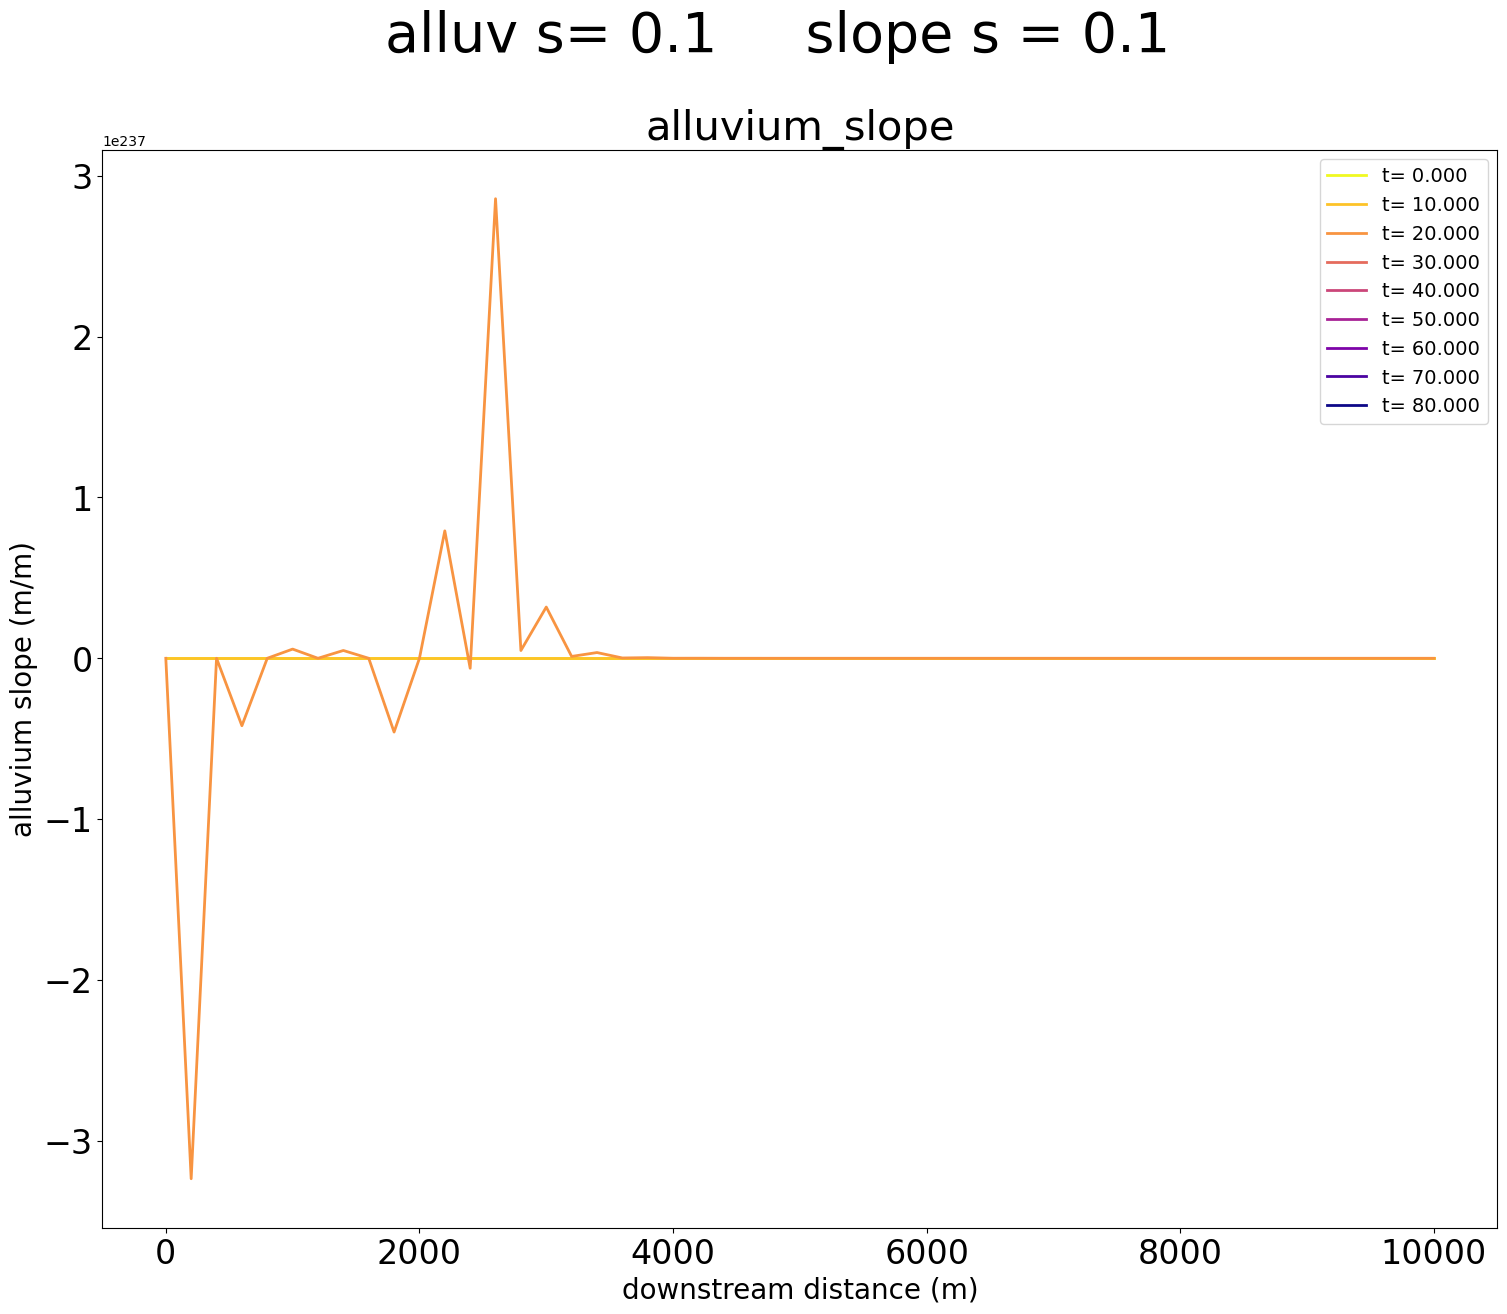 alluv s= 0.1     slope s = 0.1
alluvium_slope
1e237
3
2
1
0
−1
−2
−3
alluvium slope (m/m)
t= 0.000
t= 10.000
t= 20.000
t= 30.000
t= 40.000
t= 50.000
t= 60.000
t= 70.000
t= 80.000
0 2000 4000 6000 8000 10000
downstream distance (m)